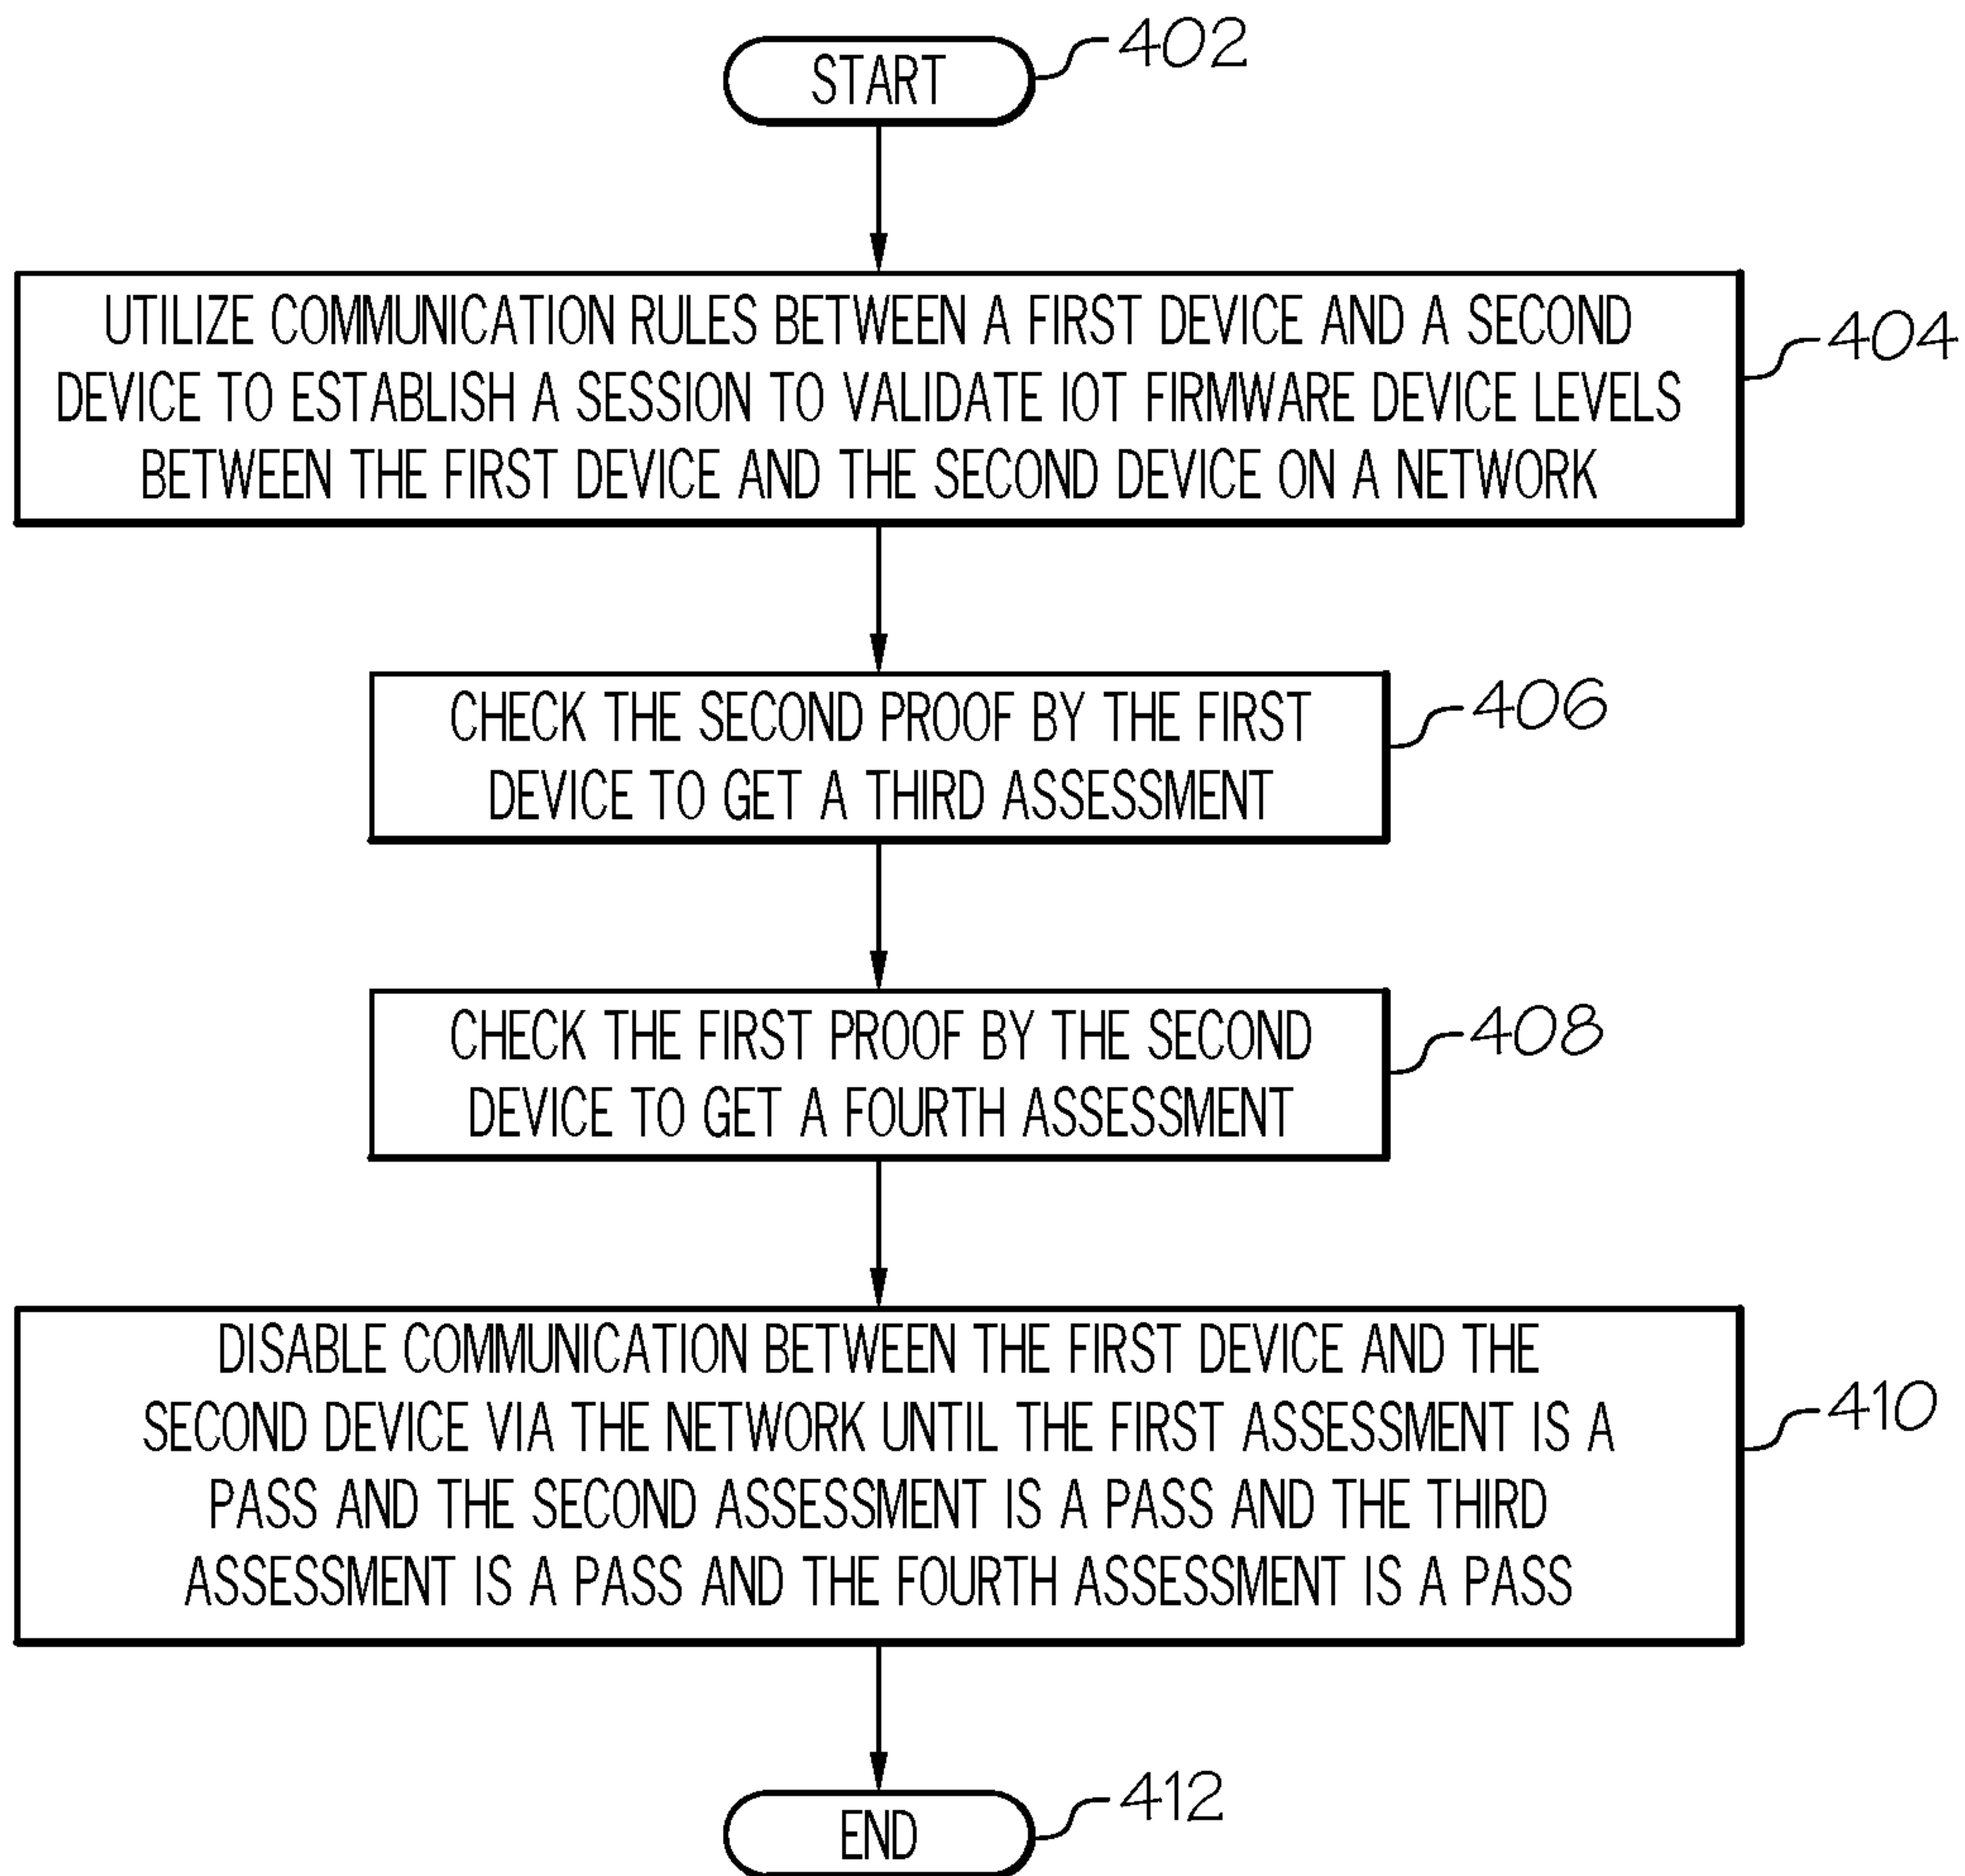 START
402
UTILIZE COMMUNICATION RULES BETWEEN A FIRST DEVICE AND A SECOND
DEVICE TO ESTABLISH A SESSION TO VALIDATE IOT FIRMWARE DEVICE LEVELS
BETWEEN THE FIRST DEVICE AND THE SECOND DEVICE ON A NETWORK
404
CHECK THE SECOND PROOF BY THE FIRST
DEVICE TO GET A THIRD ASSESSMENT
406
CHECK THE FIRST PROOF BY THE SECOND
DEVICE TO GET A FOURTH ASSESSMENT
408
DISABLE COMMUNICATION BETWEEN THE FIRST DEVICE AND THE
SECOND DEVICE VIA THE NETWORK UNTIL THE FIRST ASSESSMENT IS A
PASS AND THE SECOND ASSESSMENT IS A PASS AND THE THIRD
ASSESSMENT IS A PASS AND THE FOURTH ASSESSMENT IS A PASS
410
END
412